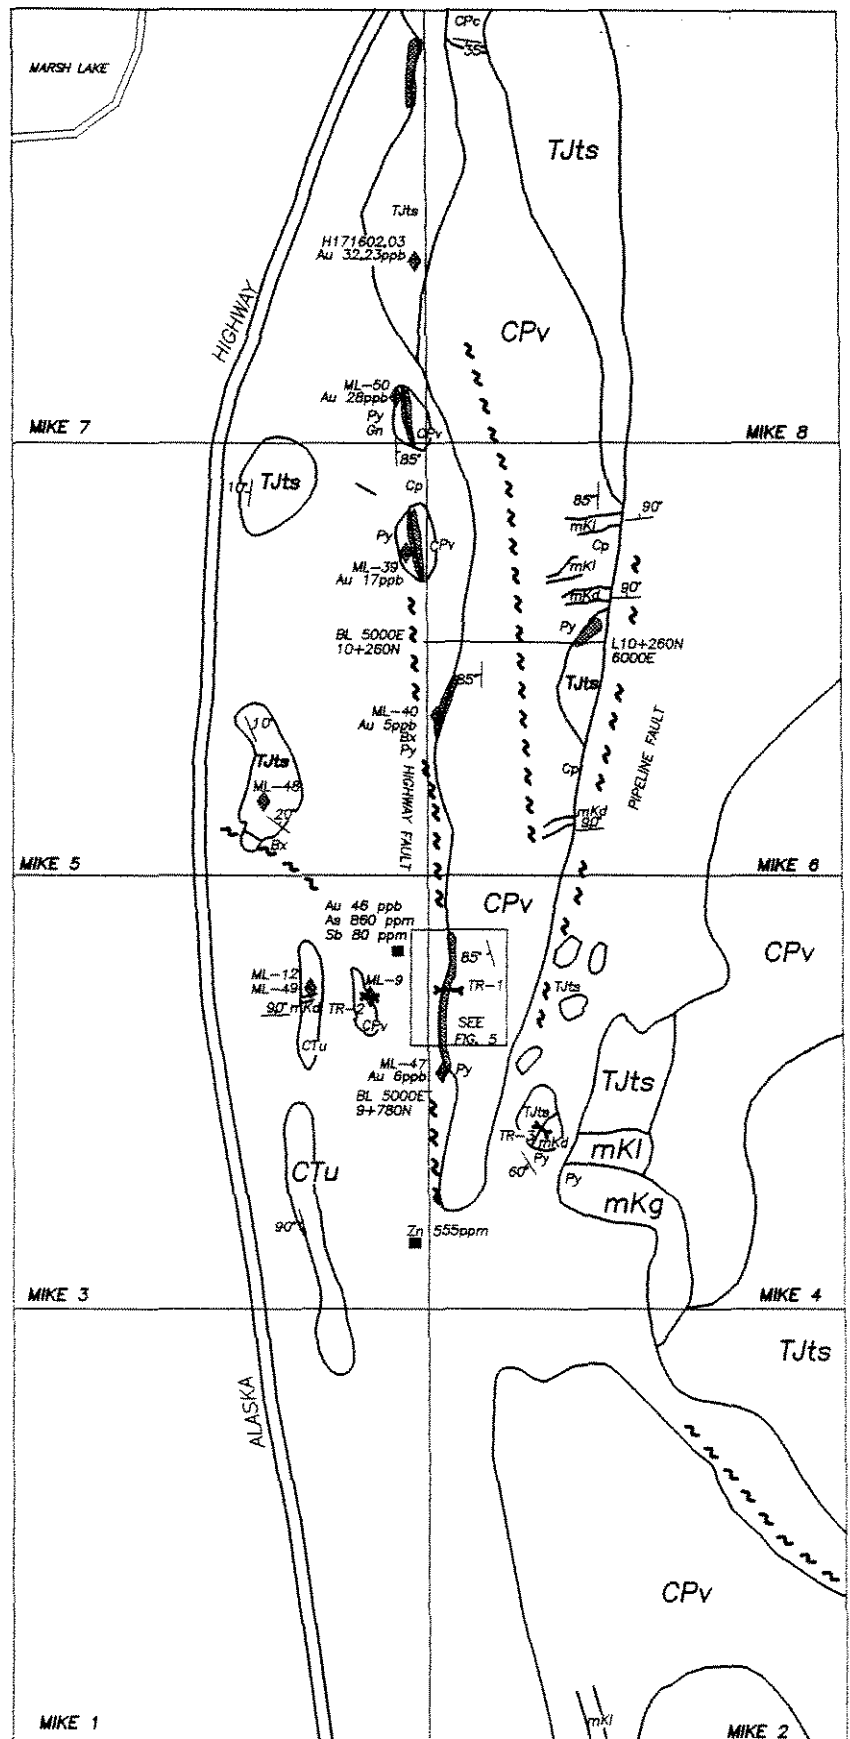 CPc
35°
MARSH LAKE
TJts
TJts
H171602,03
Au 32,23ppb
CPv
HIGHWAY
ML-50
Au 28ppb
Py
Gn
CPv
MIKE 7
MIKE 8
85°
10°
TJts
Cp
85°
90°
mKl
Py
CPv
Cp
ML-39
Au 17ppb
mKl
mKd
90°
Py
BL 5000E
10+260N
L10+260N
6000E
85°
TJts
ML-40
Au 5ppb
Bx
Py
10°
TJts
Cp
PIPELINE FAULT
HIGHWAY FAULT
ML-48
20°
Bx
mKd
90°
MIKE 5
MIKE 6
Au 46 ppb
As 860 ppm
Sb 80 ppm
CPv
CPv
85°
ML-12
ML-49
90°
mKd
ML-9
TR-2
CPv
TR-1
TJts
CTu
SEE
FIG. 5
ML-47
Au 6ppb
Py
BL 5000E
9+780N
TJts
TJts
TR-3
mKd
Py
60°
mKl
Py
mKg
CTu
90°
Zn 555ppm
MIKE 3
MIKE 4
TJts
ALASKA
CPv
mKl
MIKE 1
MIKE 2